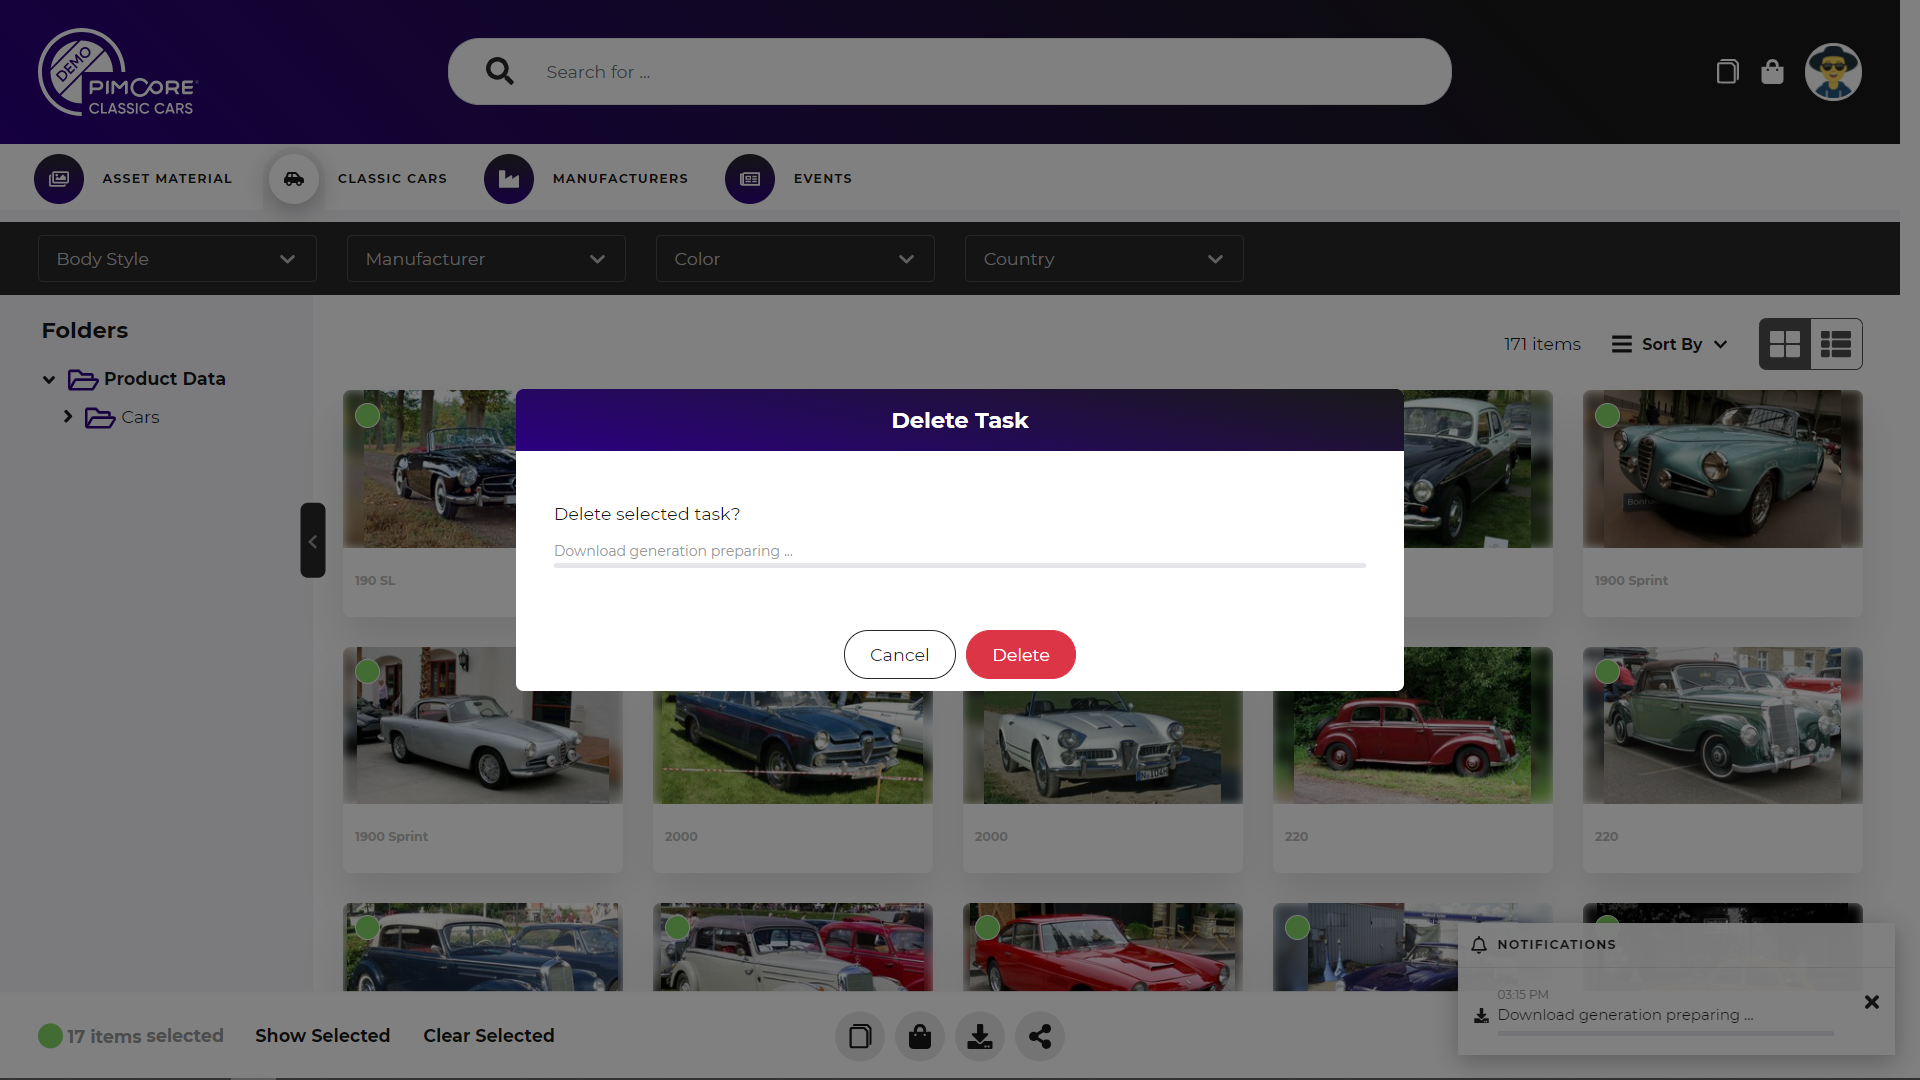 DEMO
PIMCORE
CLASSIC CARS
Search for ...
ASSET MATERIAL
CLASSIC CARS
MANUFACTURERS
EVENTS
Body Style
Manufacturer
Color
Country
Folders
Product Data
Cars
171 items
Sort By
Delete Task
Delete selected task?
Download generation preparing ...
Cancel
Delete
190 SL
1900 Sprint
1900 Sprint
2000
2000
220
220
17 items selected
Show Selected
Clear Selected
NOTIFICATIONS
03:15 PM
Download generation preparing ...